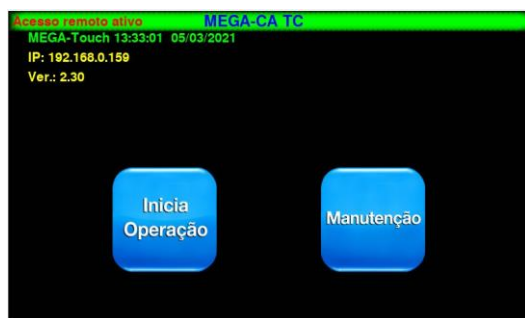 Acesso remoto ativo MEGA-CA TC
MEGA-Touch 13:33:01 05/03/2021
IP: 192.168.0.159
Ver.: 2.30
Inicia
Operação
Manutenção